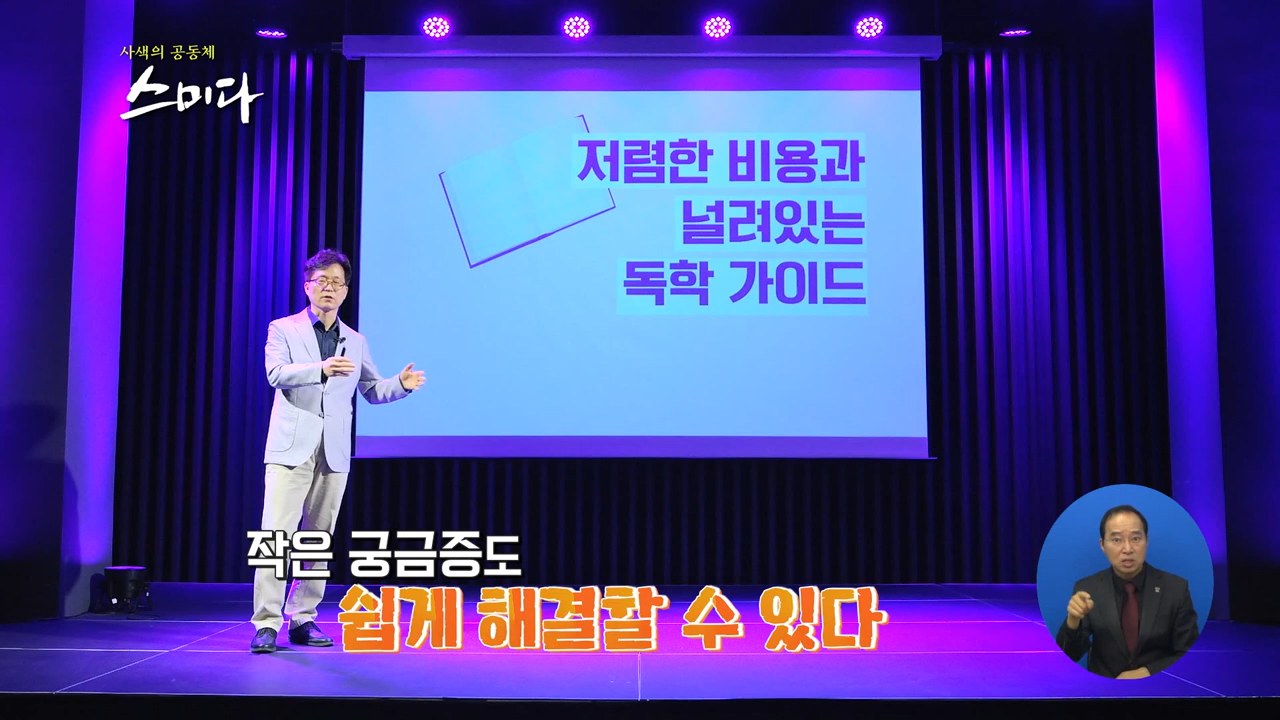 사색의 공동체
스미다
저렴한 비용과
널려있는
독학 가이드
작은 궁금증도
쉽게 해결할 수 있다